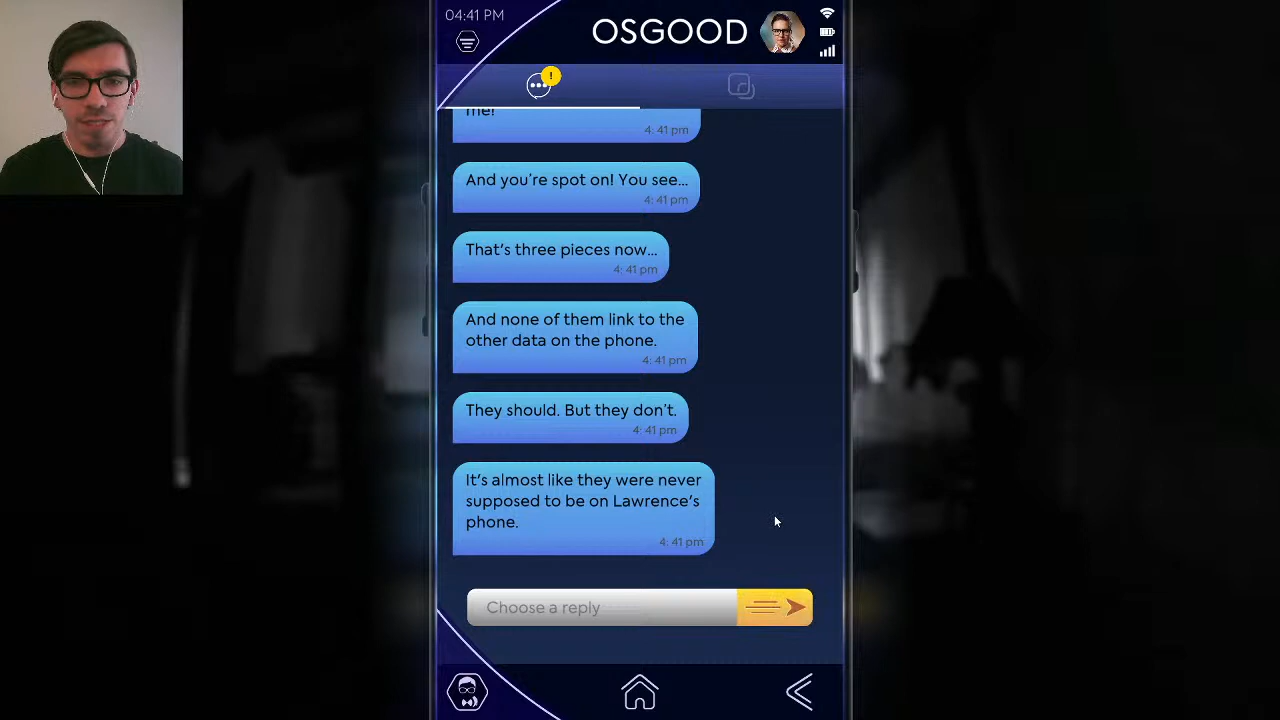 04:41 PM
OSGOOD
!
me!
4: 41 pm
And you're spot on! You see...
4: 41 pm
That's three pieces now...
4: 41 pm
And none of them link to the
other data on the phone.
4: 41 pm
They should. But they don't.
4: 41 pm
It's almost like they were never
supposed to be on Lawrence's
phone.
4: 41 pm
Choose a reply